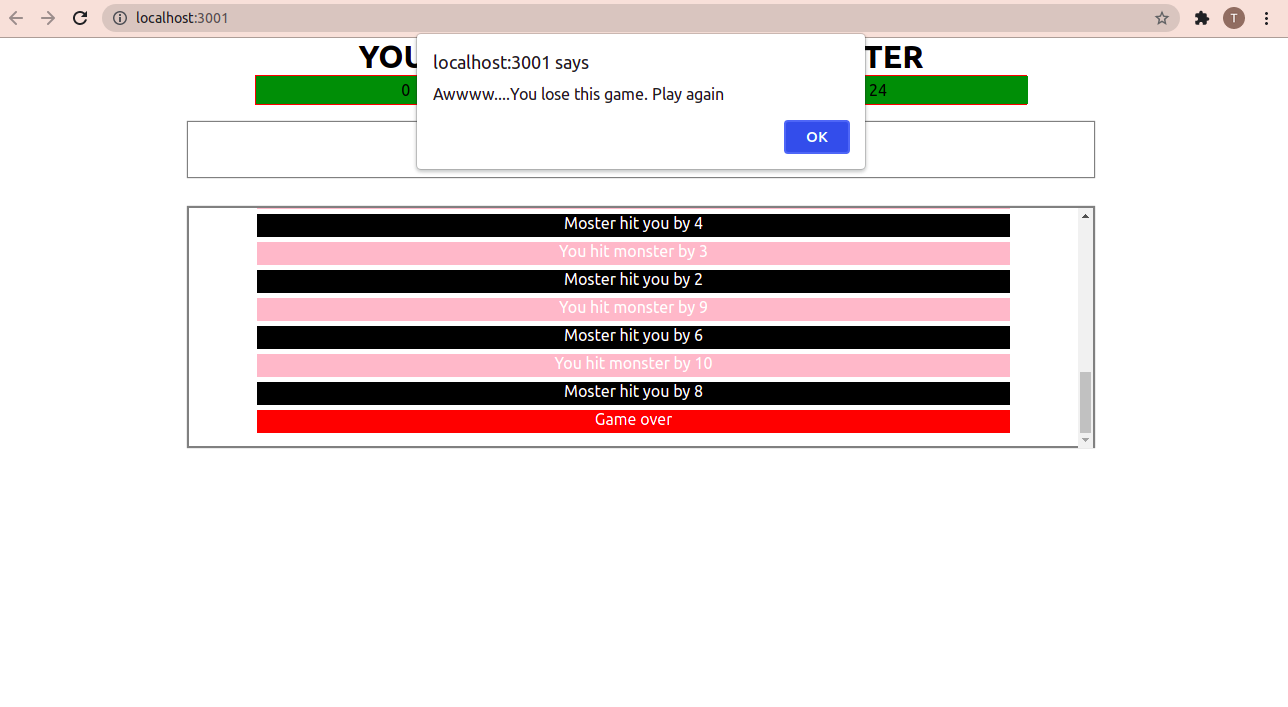 localhost:3001
T
localhost:3001 says
Awwww....You lose this game. Play again
OK
YOU
TER
0
24
Moster hit you by 4
You hit monster by 3
Moster hit you by 2
You hit monster by 9
Moster hit you by 6
You hit monster by 10
Moster hit you by 8
Game over